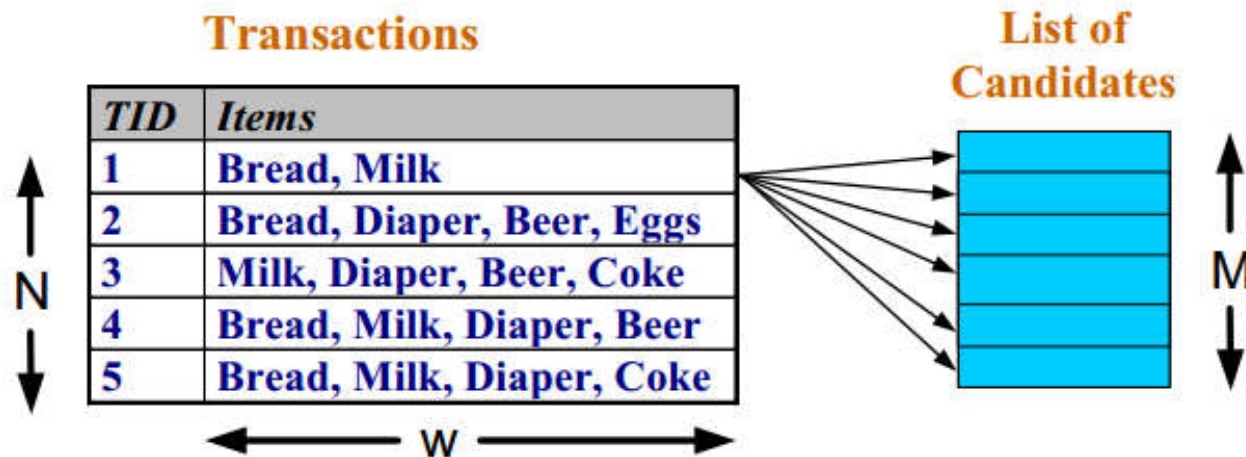 Transactions
List of
Candidates
TID Items
1 Bread, Milk
2 Bread, Diaper, Beer, Eggs
3 Milk, Diaper, Beer, Coke
4 Bread, Milk, Diaper, Beer
5 Bread, Milk, Diaper, Coke
N
M
w